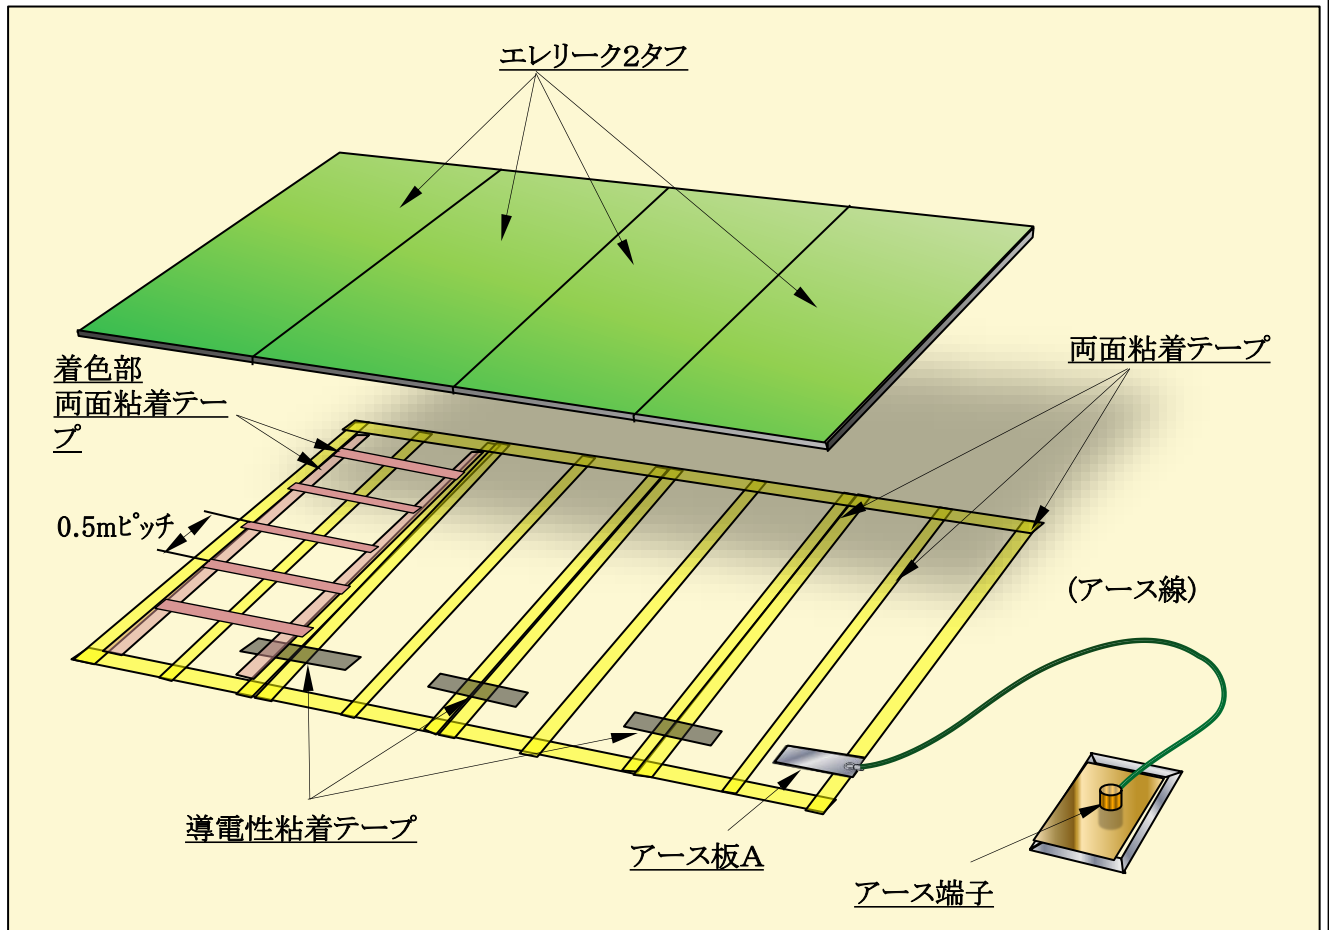 エレリーク2タフ
両面粘着テープ
着色部
両面粘着テー
プ
0.5mﾋﾟｯﾁ
(アース線)
導電性粘着テープ
アース板A
アース端子